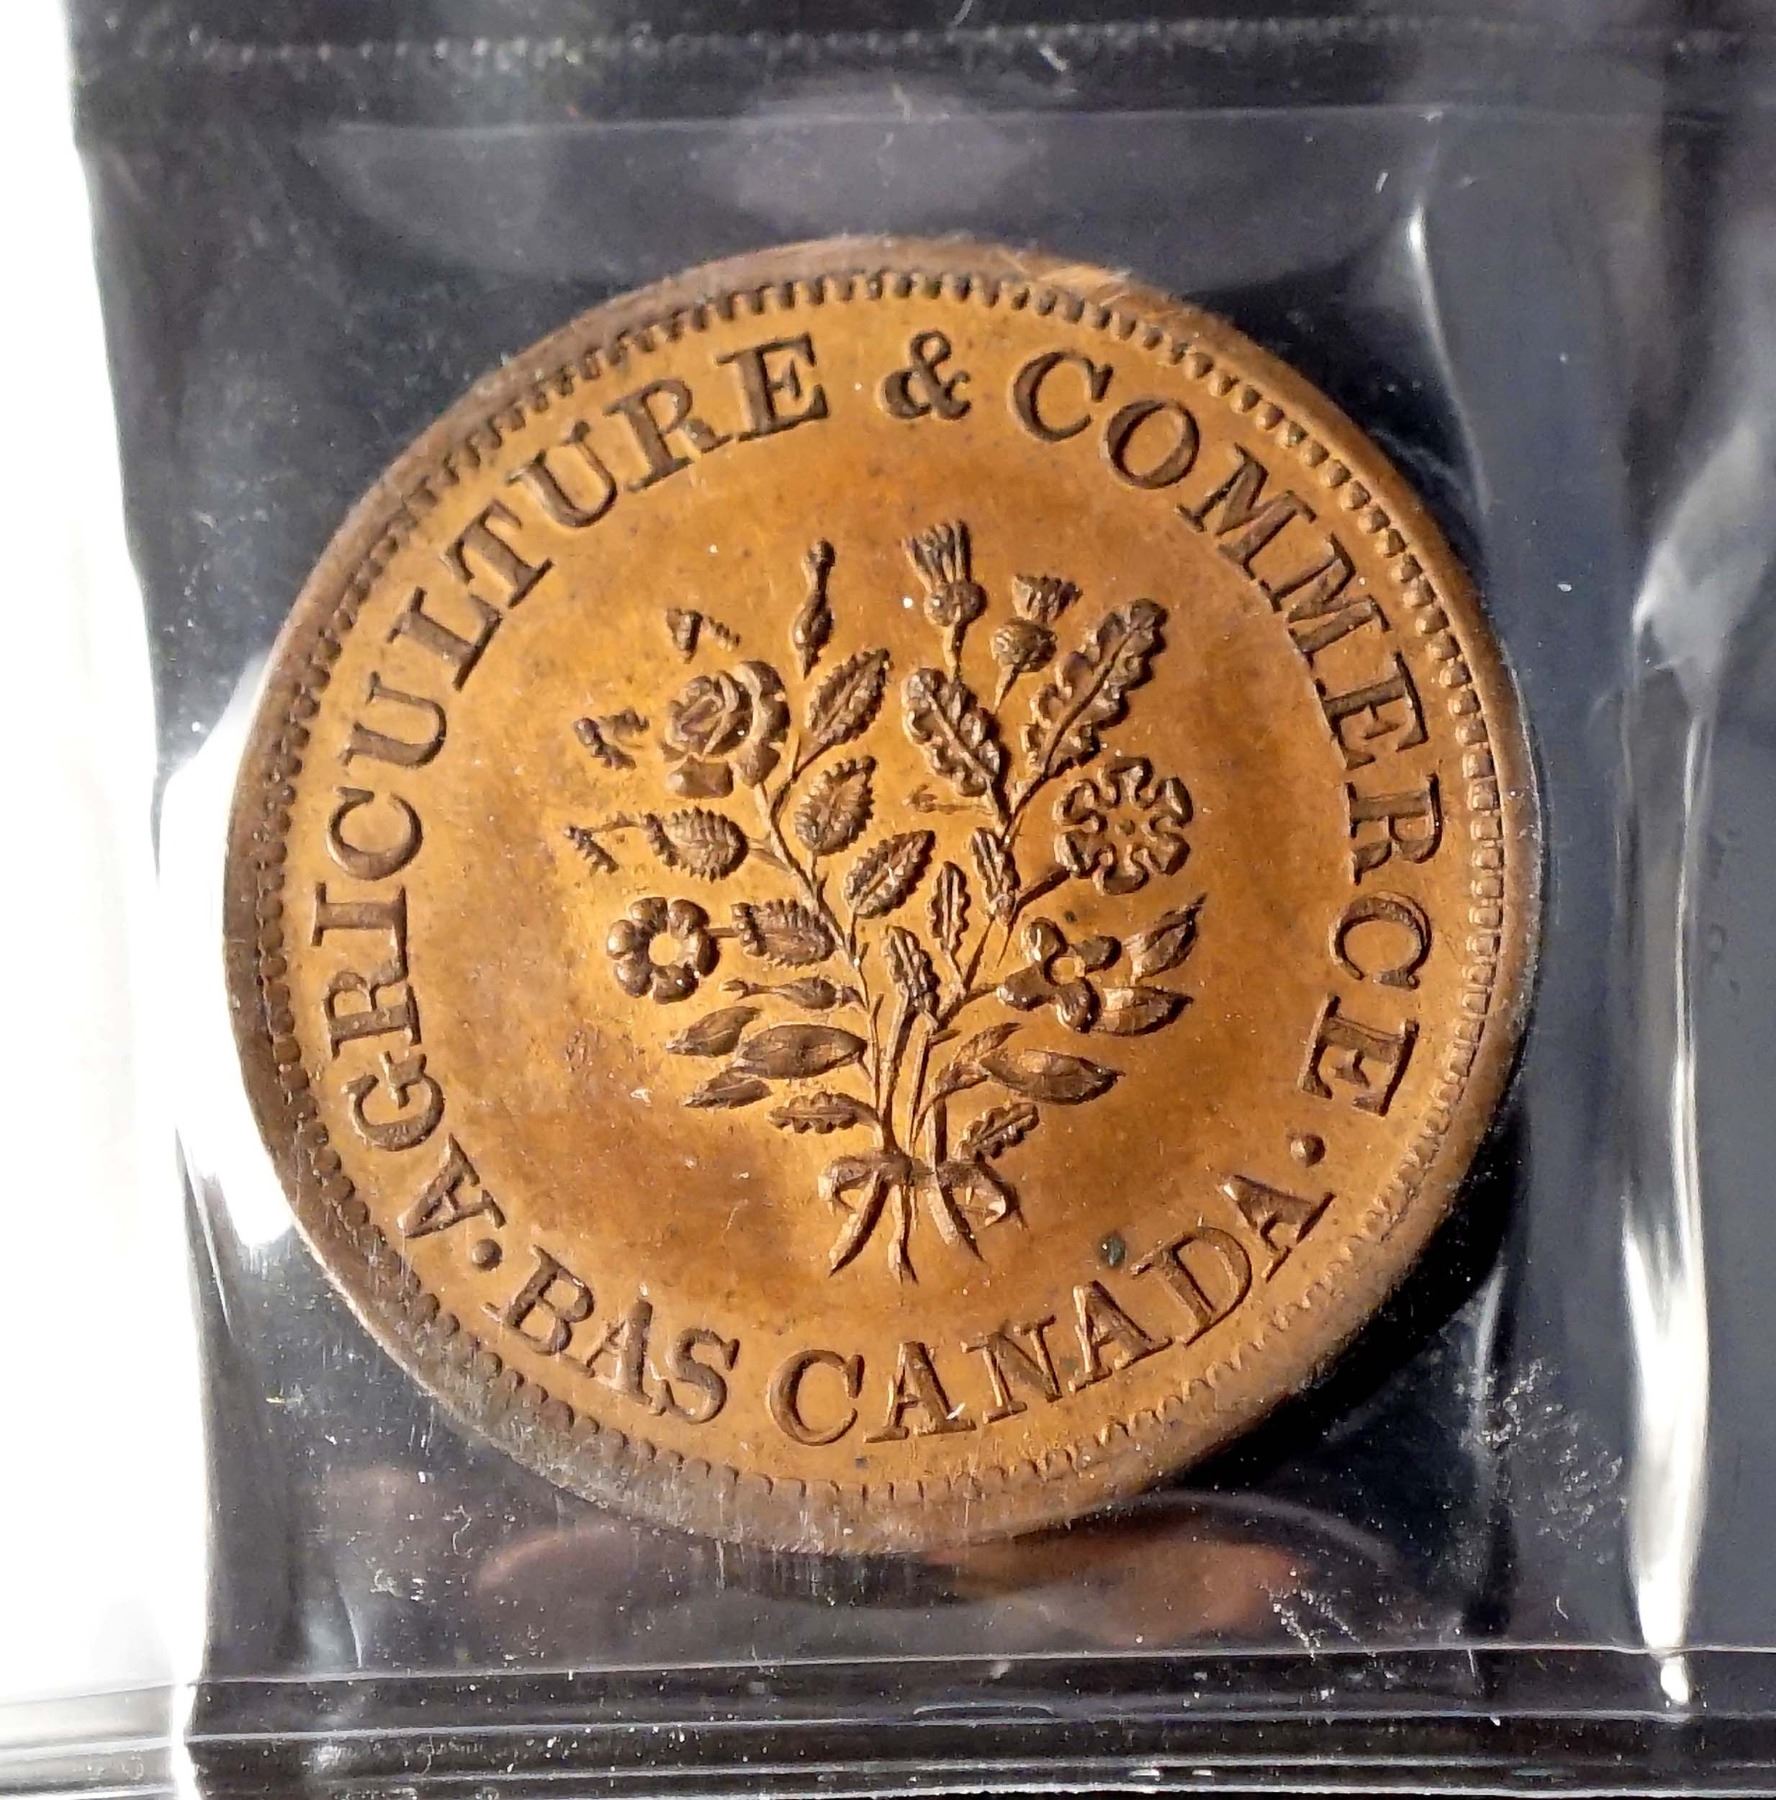 AGRICULTURE & COMMERCE
· BAS CANADA ·